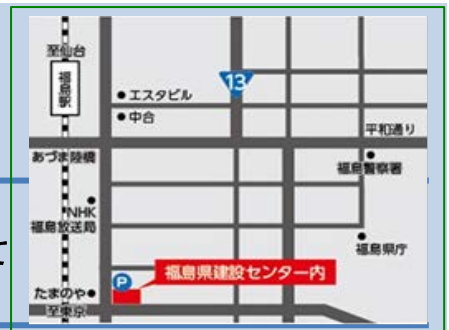 至仙台
福島駅
13
●エスタビル
●中合
平和通り
あづま陸橋
福島警察署
NHK
福島放送局
て
福島県庁
P
福島県建設センター内
たまのや●
至東京